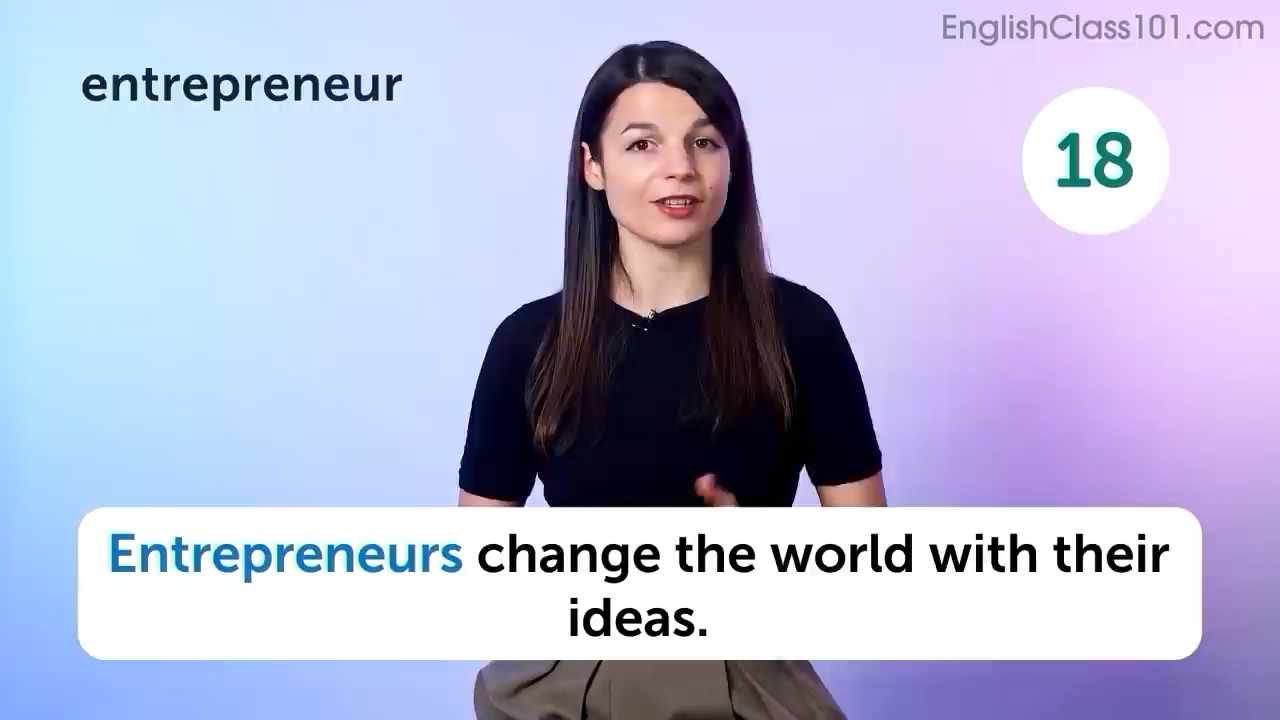 EnglishClass101.com
entrepreneur
18
Entrepreneurs change the world with their
ideas.